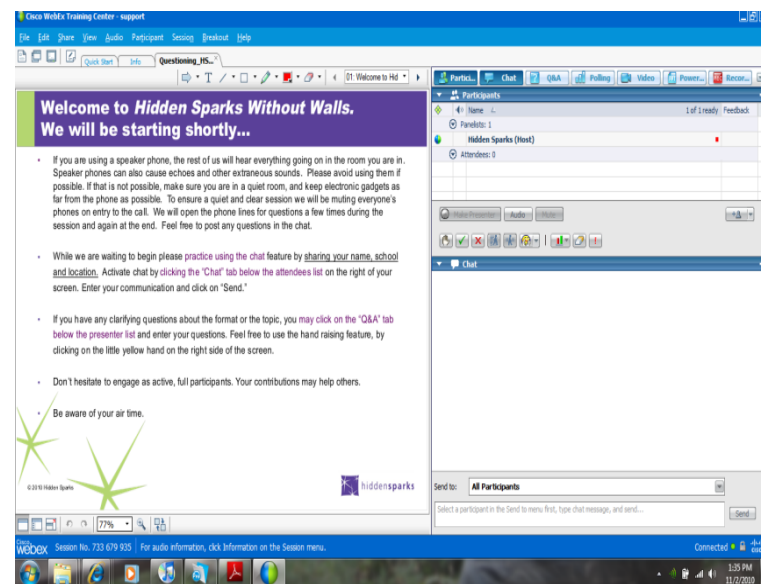 Cisco WebEx Training Center - support
File Edit Share View Audio Participant Session Breakout Help
Quick Start Info Questioning_HS...
01: Welcome to Hid
Welcome to Hidden Sparks Without Walls.
We will be starting shortly...
• If you are using a speaker phone, the rest of us will hear everything going on in the room you are in.
Speaker phones can also cause echoes and other extraneous sounds. Please avoid using them if
possible. If that is not possible, make sure you are in a quiet room, and keep electronic gadgets as
far from the phone as possible. To ensure a quiet and clear session we will be muting everyone's
phones on entry to the call. We will open the phone lines for questions a few times during the
session and again at the end. Feel free to post any questions in the chat.
• While we are waiting to begin please practice using the chat feature by sharing your name, school
and location. Activate chat by clicking the “Chat” tab below the attendees list on the right of your
screen. Enter your communication and click on “Send.”
• If you have any clarifying questions about the format or the topic, you may click on the “Q&A” tab
below the presenter list and enter your questions. Feel free to use the hand raising feature, by
clicking on the little yellow hand on the right side of the screen.
• Don't hesitate to engage as active, full participants. Your contributions may help others.
• Be aware of your air time.
© 2010 Hidden Sparks
hiddensparks
77%
Partici... Chat Q&A Polling Video Power... Recor...
Participants
Name 1 of 1 ready Feedback
Panelists: 1
Hidden Sparks (Host)
Attendees: 0
Make Presenter Audio Mute
Chat
Send to: All Participants
Select a participant in the Send to menu first, type chat message, and send...
Send
Cisco WebEx Session No. 733 679 935 For audio information, click Information on the Session menu.
Connected
1:35 PM
11/2/2010